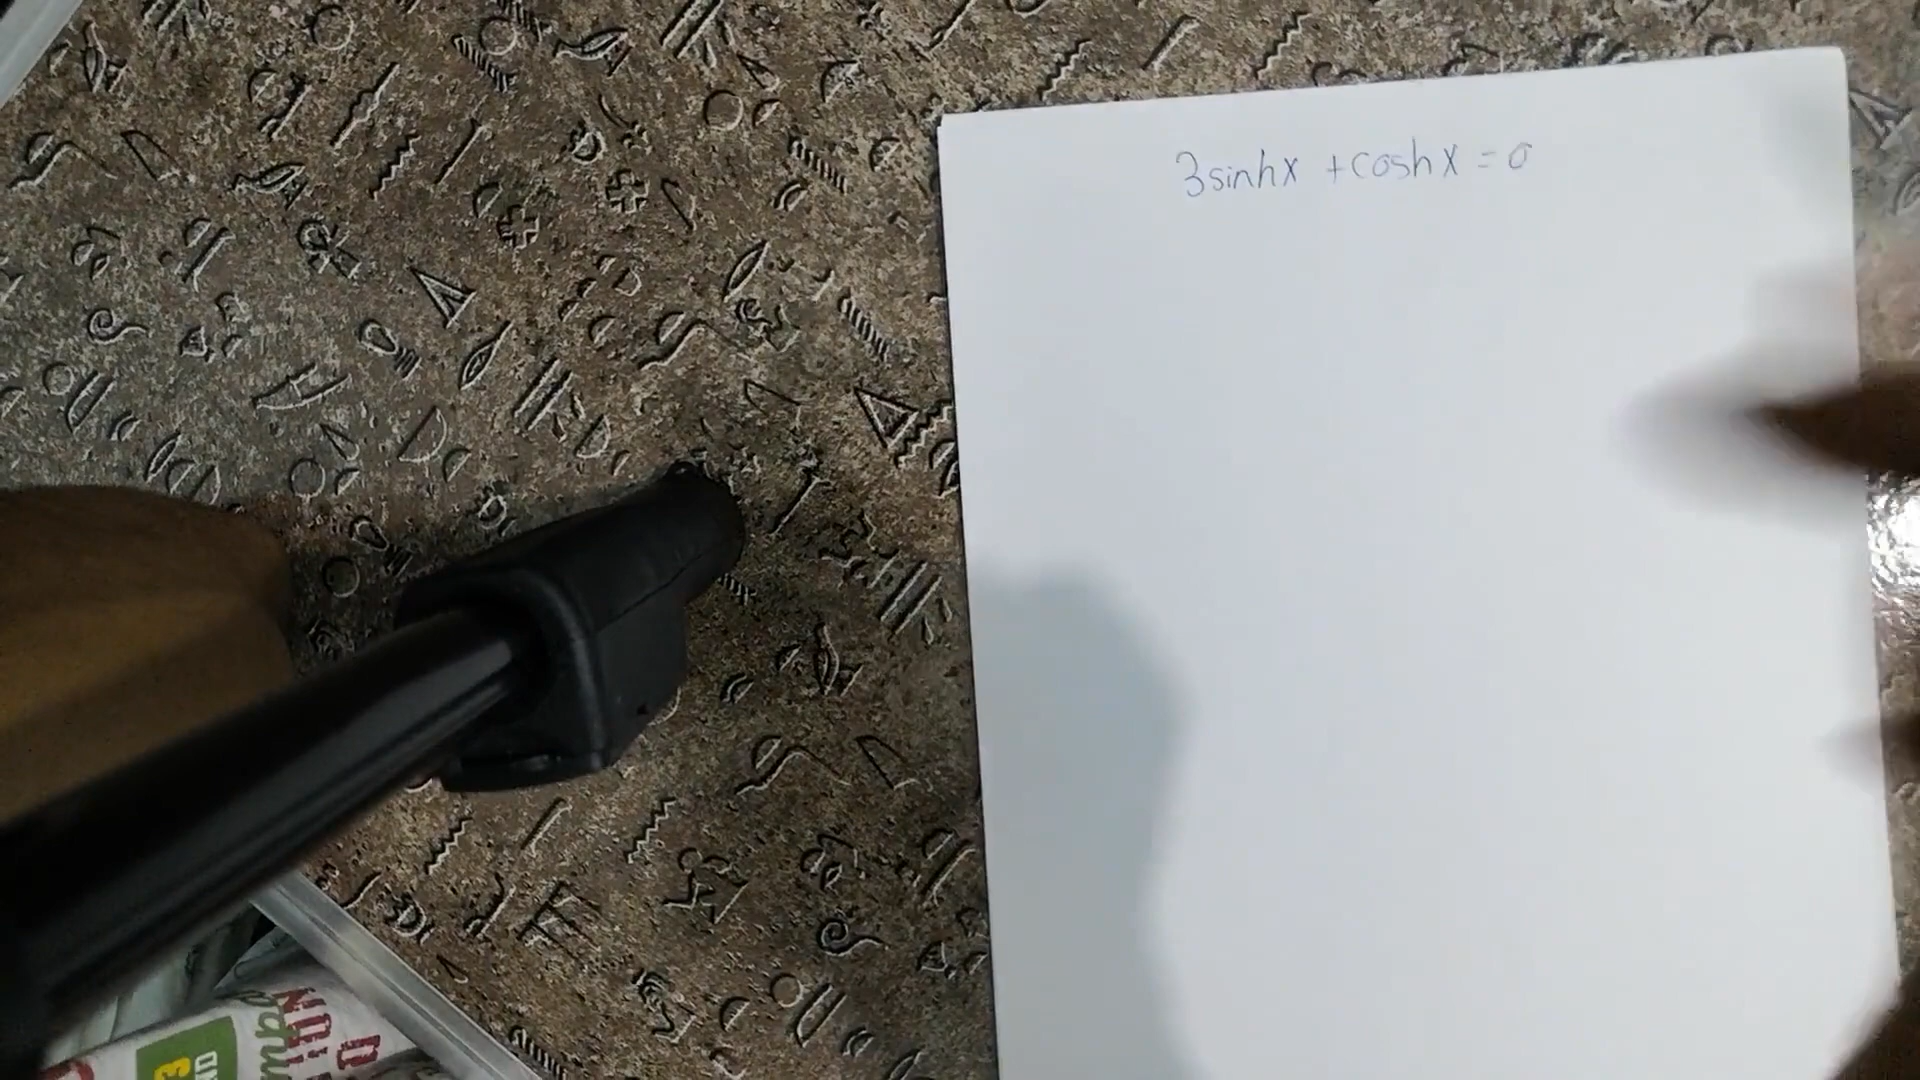 3sinhx + coshx = 0